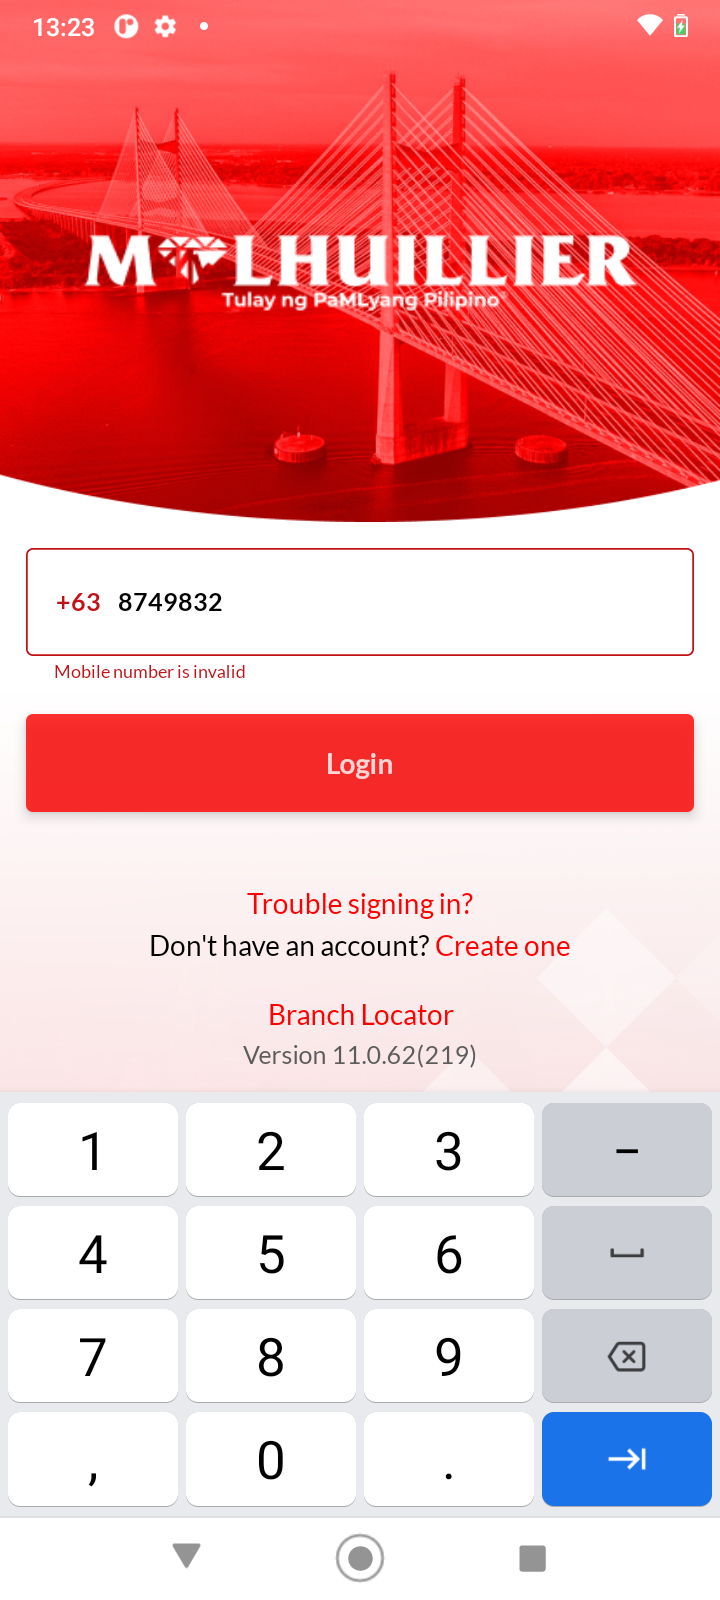 13:23
M LHUILLIER
Tulay ng PaMLyang Pilipino
+63 8749832
Mobile number is invalid
Login
Trouble signing in?
Don't have an account? Create one
Branch Locator
Version 11.0.62(219)
1 2 3 –
4 5 6
7 8 9
, 0 .